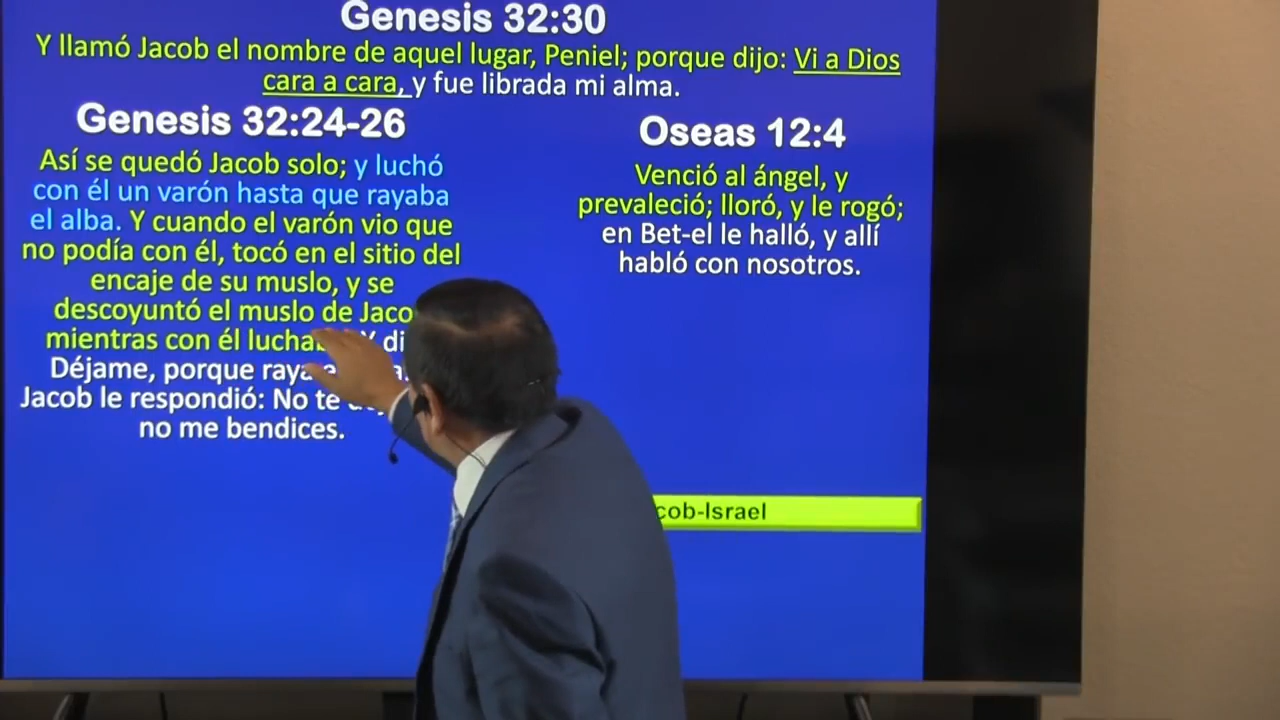 Genesis 32:30
Y llamó Jacob el nombre de aquel lugar, Peniel; porque dijo: Vi a Dios
cara a cara, y fue librada mi alma.
Genesis 32:24-26
Así se quedó Jacob solo; y luchó
con él un varón hasta que rayaba
el alba. Y cuando el varón vio que
no podía con él, tocó en el sitio del
encaje de su muslo, y se
descoyuntó el muslo de
mientras con él
Déjame, porque
Jacob le respondió: No te
no me bendices.
Oseas 12:4
Venció al ángel, y
prevaleció; lloró, y le rogó;
en Bet-el le halló, y allí
habló con nosotros.
cob-Israel